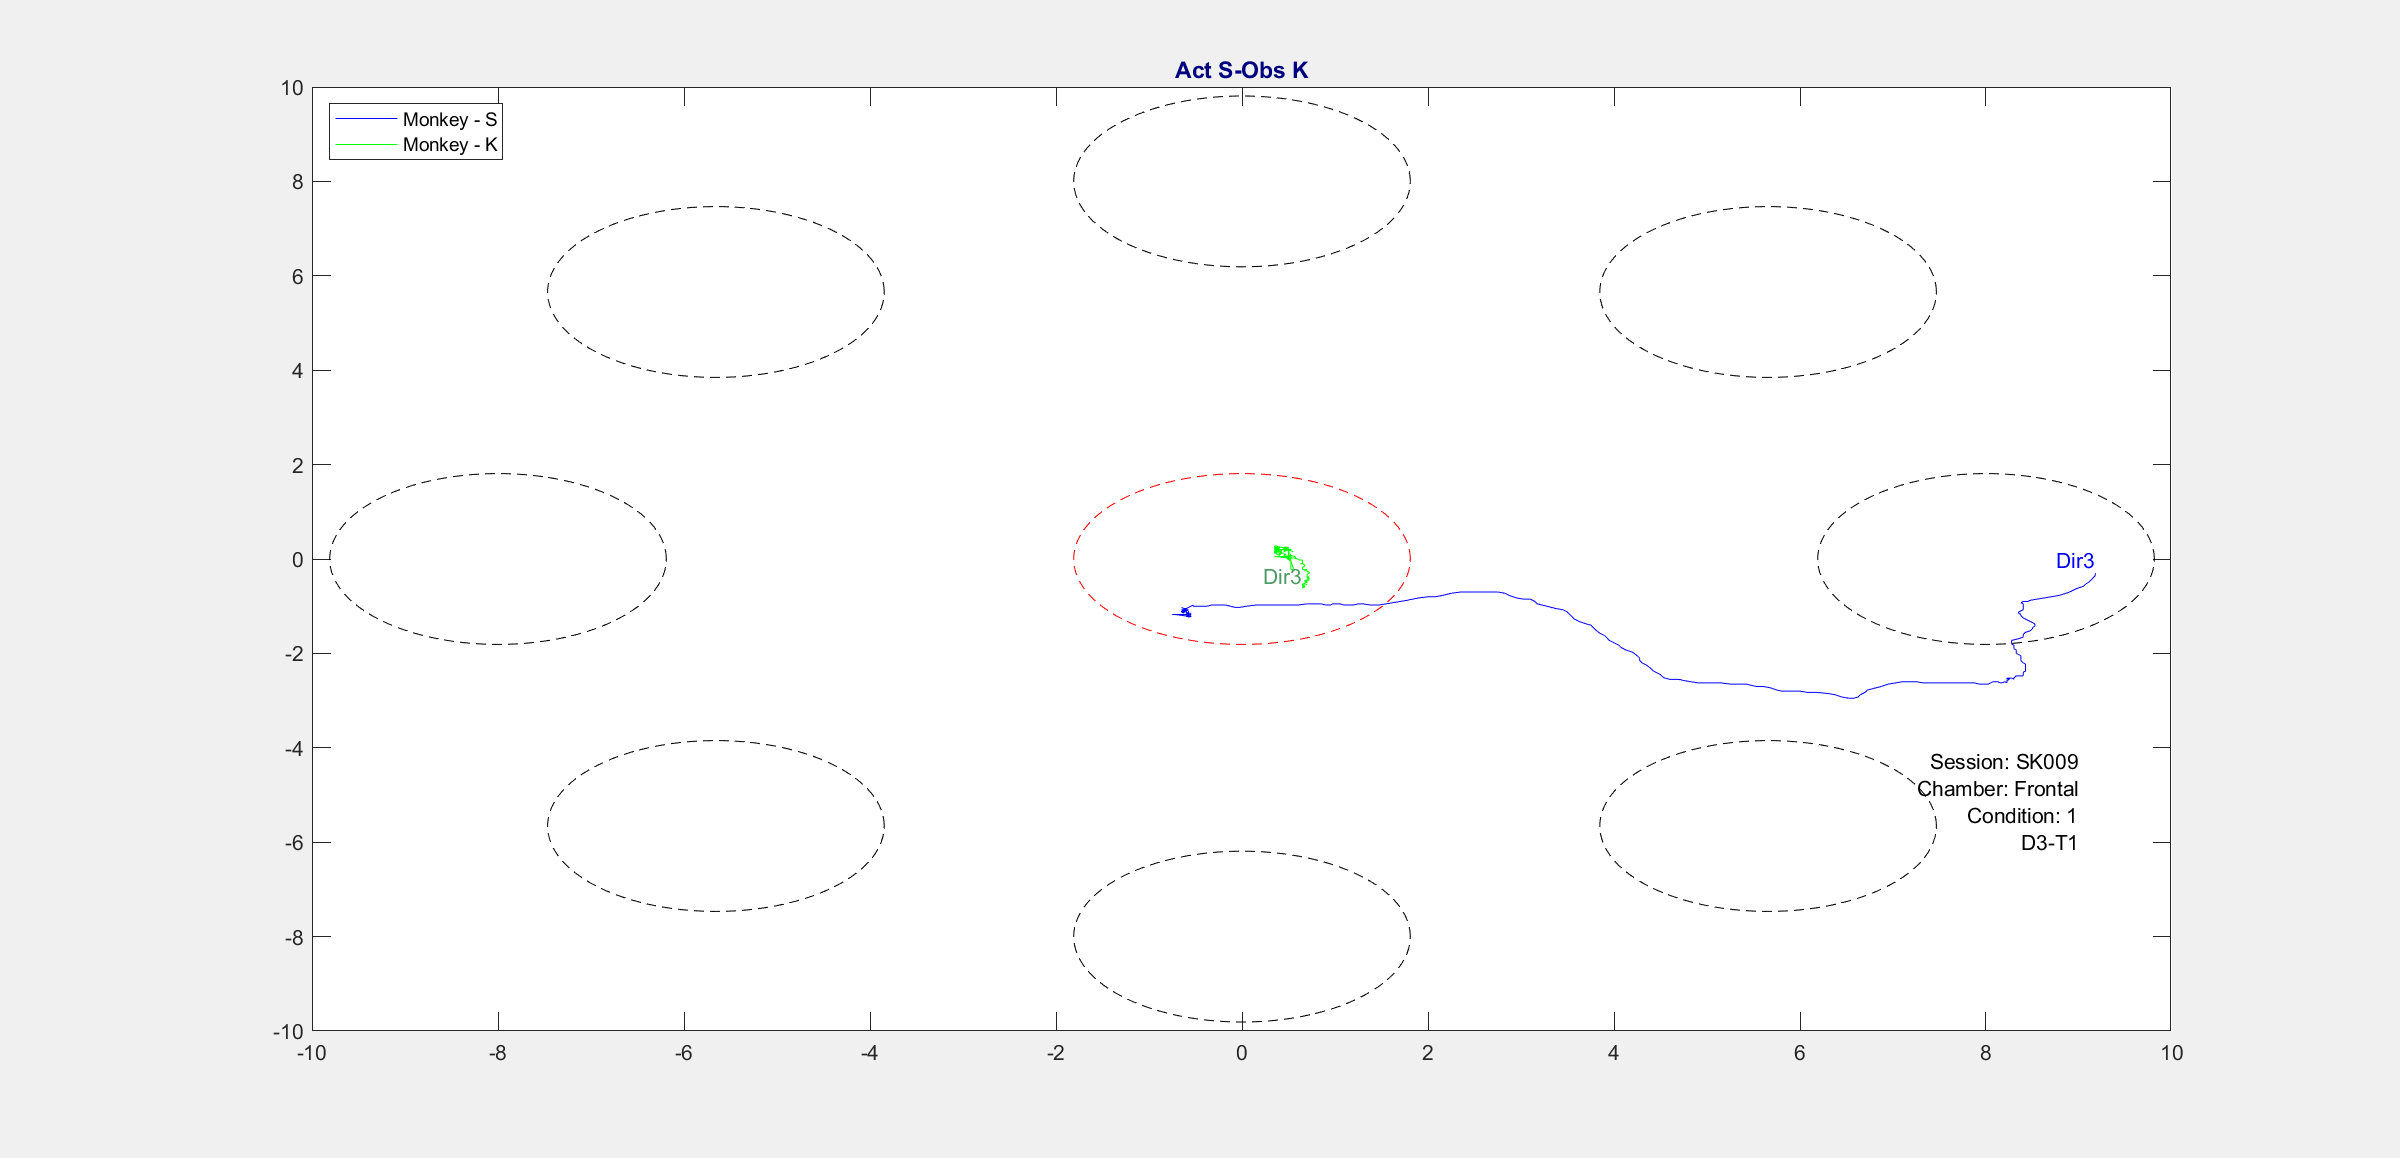 Act S-Obs K
Monkey - S
Monkey - K
10
8
6
4
2
0
-2
-4
-6
-8
-10
Dir3
Dir3
Session: SK009
Chamber: Frontal
Condition: 1
D3-T1
-10 -8 -6 -4 -2 0 2 4 6 8 10